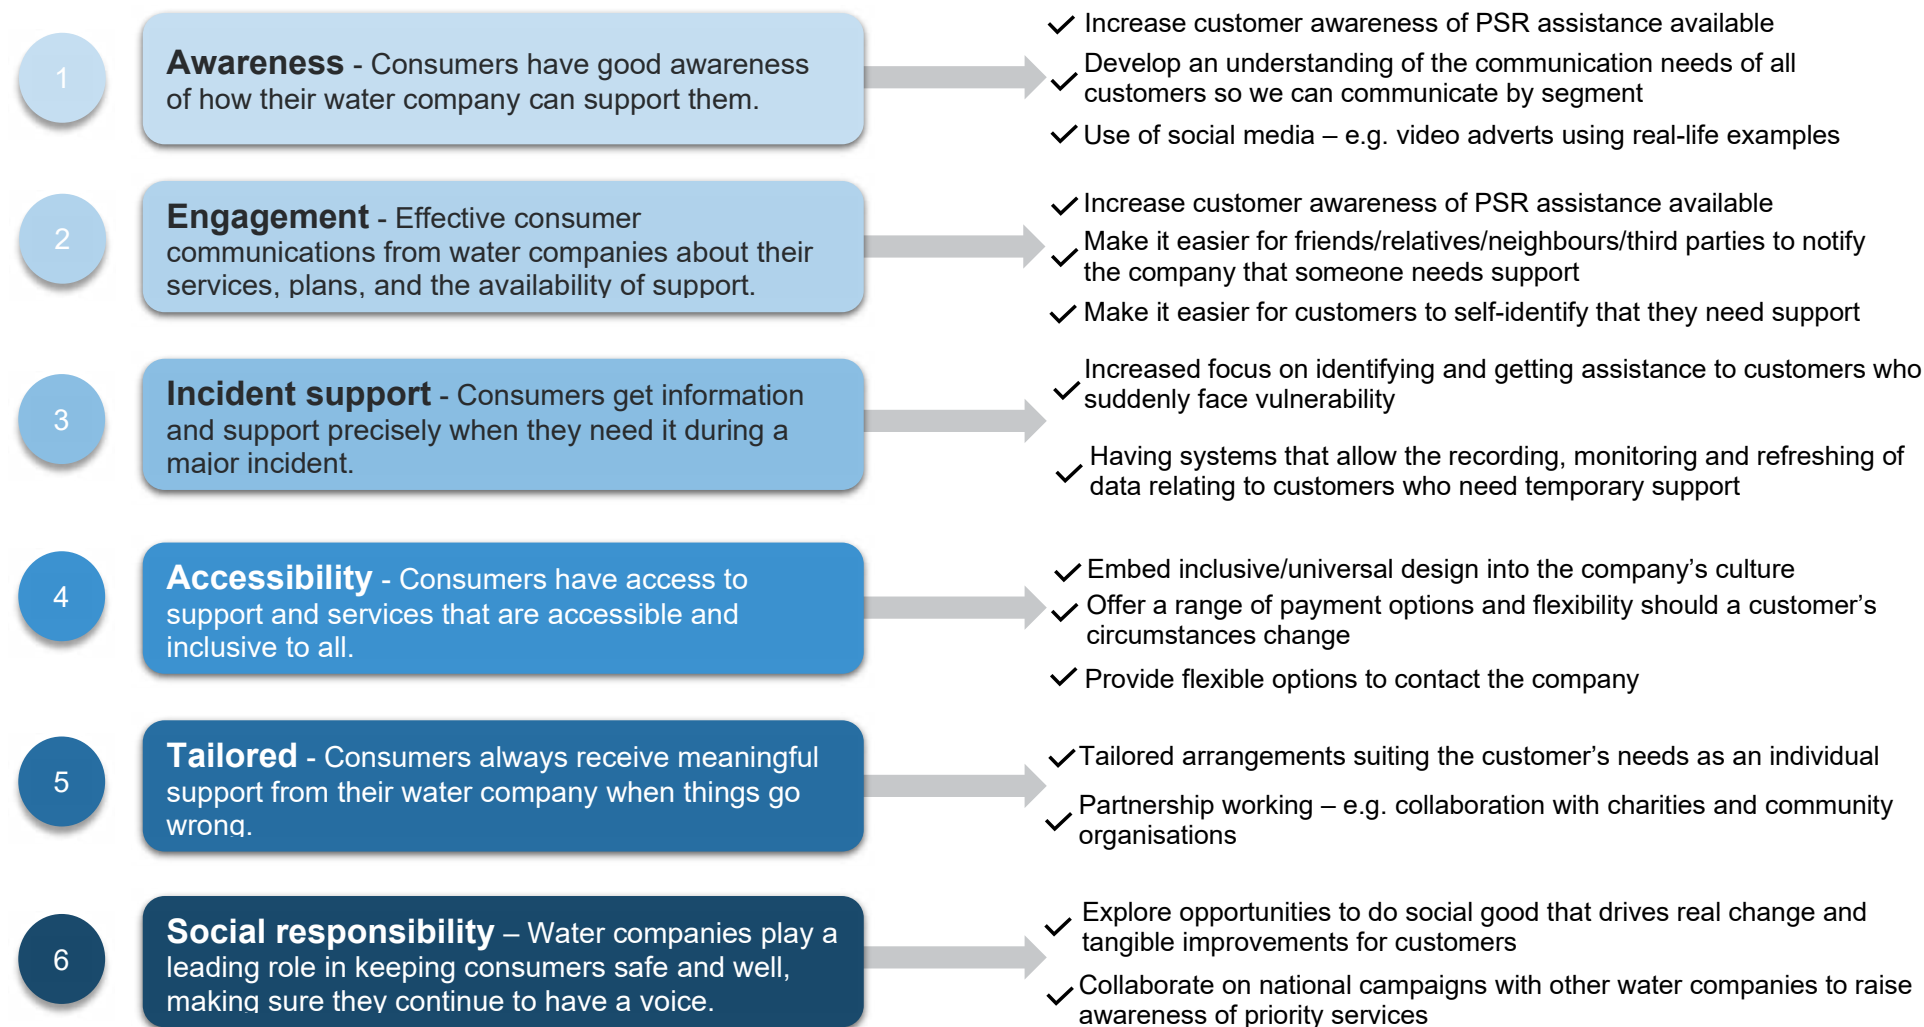 1
Awareness - Consumers have good awareness
of how their water company can support them.
✓ Increase customer awareness of PSR assistance available
✓ Develop an understanding of the communication needs of all
customers so we can communicate by segment
✓ Use of social media – e.g. video adverts using real-life examples
2
Engagement - Effective consumer
communications from water companies about their
services, plans, and the availability of support.
✓ Increase customer awareness of PSR assistance available
✓ Make it easier for friends/relatives/neighbours/third parties to notify
the company that someone needs support
✓ Make it easier for customers to self-identify that they need support
3
Incident support - Consumers get information
and support precisely when they need it during a
major incident.
✓ Increased focus on identifying and getting assistance to customers who
suddenly face vulnerability
✓ Having systems that allow the recording, monitoring and refreshing of
data relating to customers who need temporary support
4
Accessibility - Consumers have access to
support and services that are accessible and
inclusive to all.
✓ Embed inclusive/universal design into the company’s culture
✓ Offer a range of payment options and flexibility should a customer’s
circumstances change
✓ Provide flexible options to contact the company
5
Tailored - Consumers always receive meaningful
support from their water company when things go
wrong.
✓ Tailored arrangements suiting the customer’s needs as an individual
✓ Partnership working – e.g. collaboration with charities and community
organisations
6
Social responsibility – Water companies play a
leading role in keeping consumers safe and well,
making sure they continue to have a voice.
✓ Explore opportunities to do social good that drives real change and
tangible improvements for customers
✓ Collaborate on national campaigns with other water companies to raise
awareness of priority services